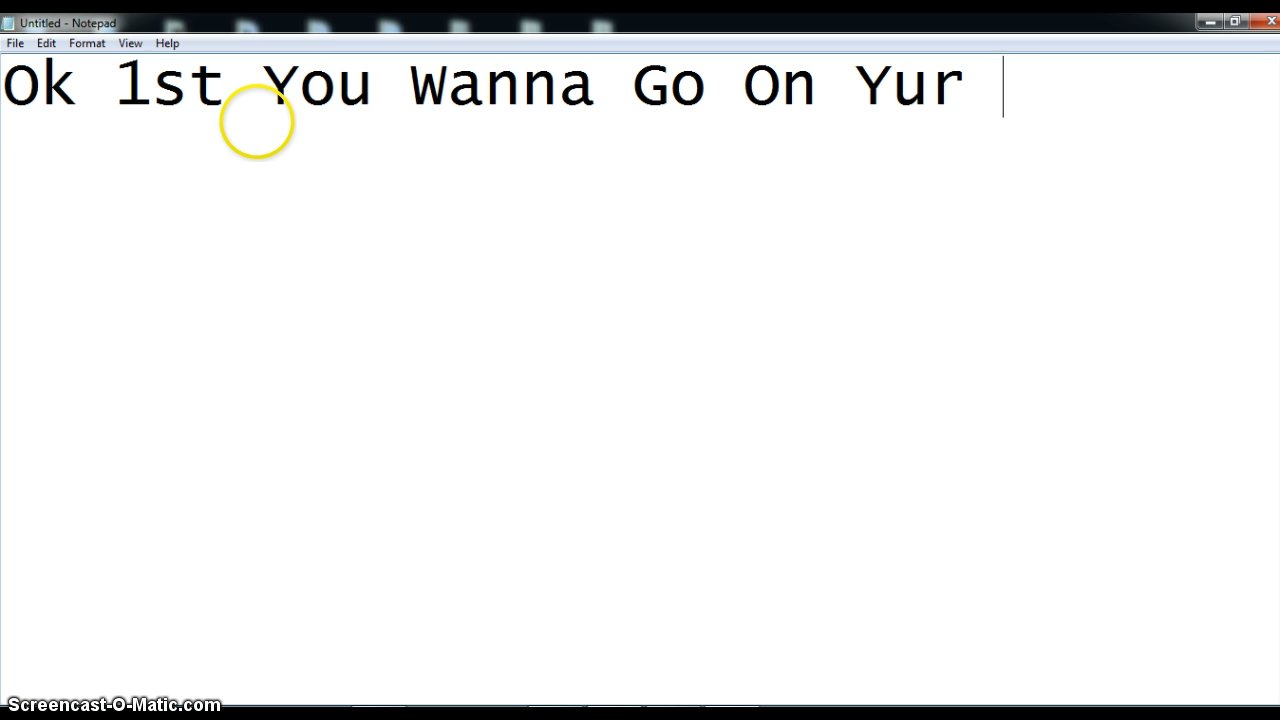 Untitled - Notepad
File Edit Format View Help
Ok 1st You Wanna Go On Yur
Screencast-O-Matic.com